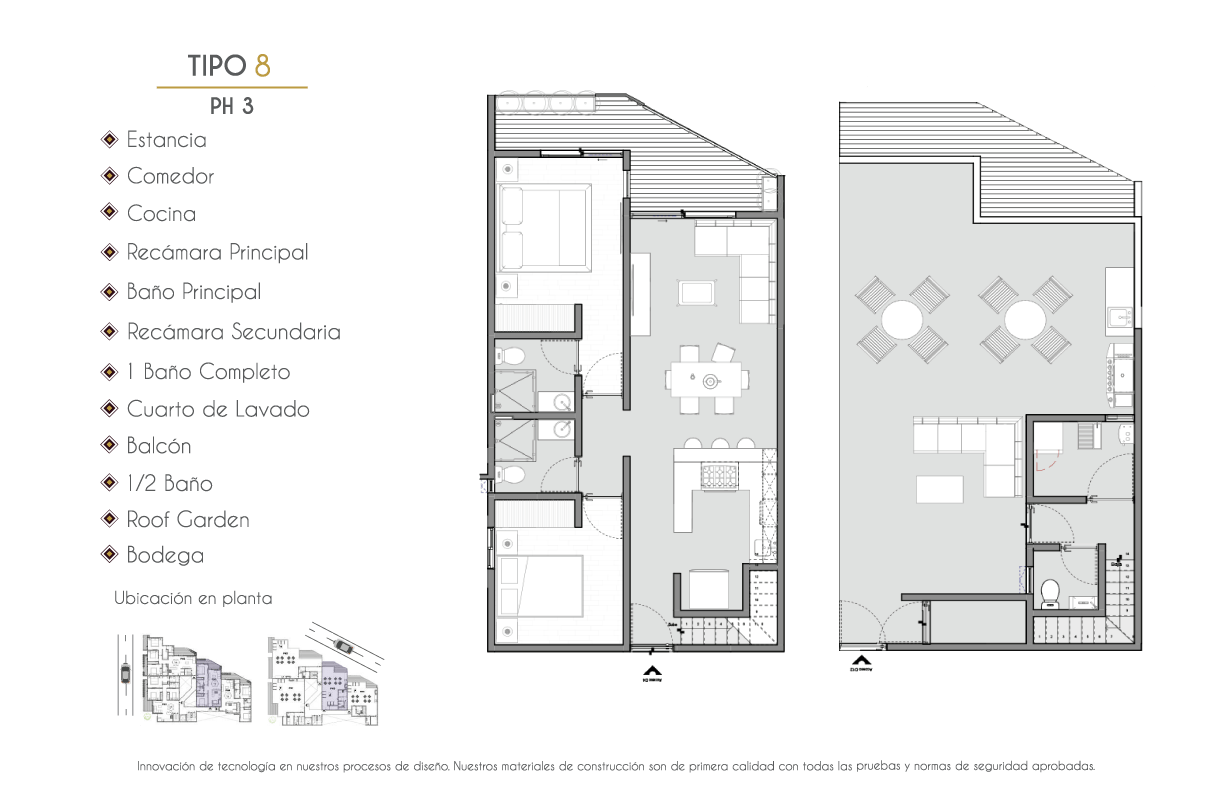 TIPO 8
PH 3
Estancia
Comedor
Cocina
Recámara Principal
Baño Principal
Recámara Secundaria
1 Baño Completo
Cuarto de Lavado
Balcón
1/2 Baño
Roof Garden
Bodega
Ubicación en planta
Sube
Baja
Innovación de tecnología en nuestros procesos de diseño. Nuestros materiales de construcción son de primera calidad con todas las pruebas y normas de seguridad aprobadas.